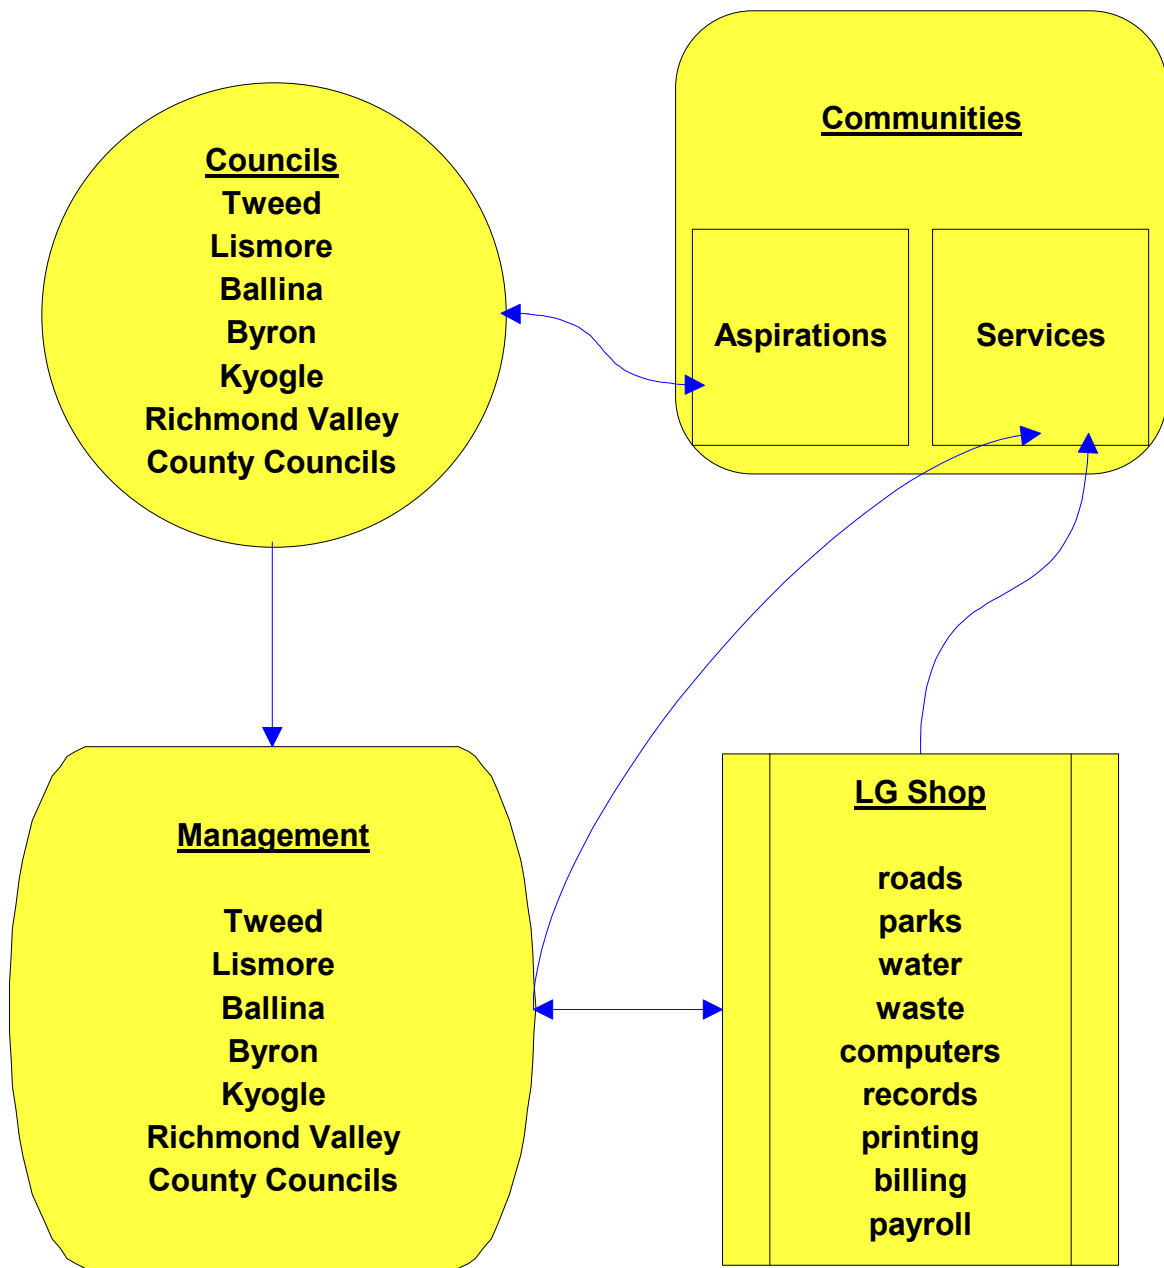 Councils
Tweed
Lismore
Ballina
Byron
Kyogle
Richmond Valley
County Councils
Communities
Aspirations
Services
Management
Tweed
Lismore
Ballina
Byron
Kyogle
Richmond Valley
County Councils
LG Shop
roads
parks
water
waste
computers
records
printing
billing
payroll